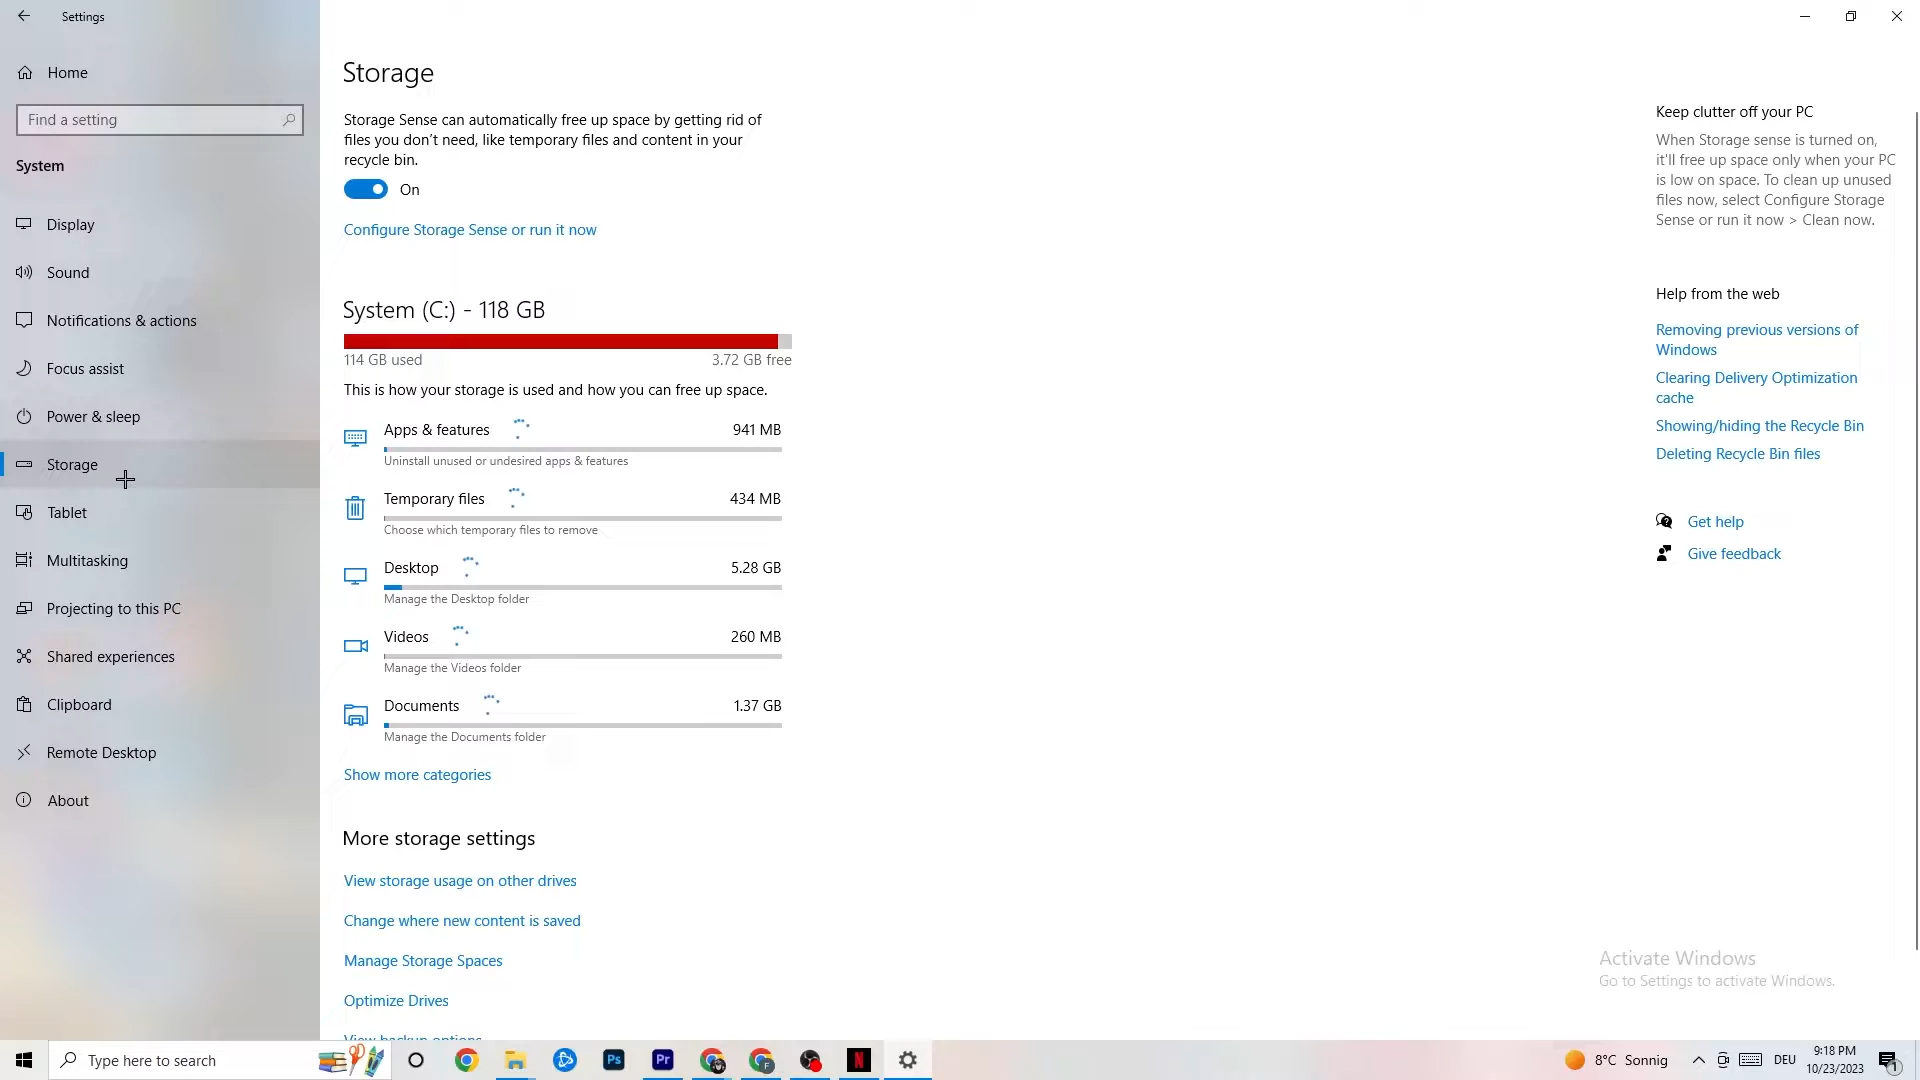 Settings
Home
Find a setting
System
Display
Sound
Notifications & actions
Focus assist
Power & sleep
Storage
Tablet
Multitasking
Projecting to this PC
Shared experiences
Clipboard
Remote Desktop
About
Storage
Storage Sense can automatically free up space by getting rid of
files you don't need, like temporary files and content in your
recycle bin.
On
Configure Storage Sense or run it now
System (C:) - 118 GB
114 GB used
3.72 GB free
This is how your storage is used and how you can free up space.
Apps & features
941 MB
Uninstall unused or undesired apps & features
Temporary files
434 MB
Choose which temporary files to remove
Desktop
5.28 GB
Manage the Desktop folder
Videos
260 MB
Manage the Videos folder
Documents
1.37 GB
Manage the Documents folder
Show more categories
More storage settings
View storage usage on other drives
Change where new content is saved
Manage Storage Spaces
Optimize Drives
View backup options
Keep clutter off your PC
When Storage sense is turned on,
it'll free up space only when your PC
is low on space. To clean up unused
files now, select Configure Storage
Sense or run it now > Clean now.
Help from the web
Removing previous versions of
Windows
Clearing Delivery Optimization
cache
Showing/hiding the Recycle Bin
Deleting Recycle Bin files
Get help
Give feedback
Activate Windows
Go to Settings to activate Windows.
Type here to search
Ps
Pr
F
N
8°C Sonnig
DEU
9:18 PM
10/23/2023
1